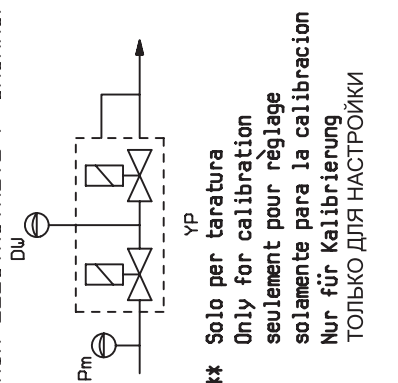 DW
Pm
YP
** Solo per taratura
Only for calibration
seulement pour règlage
solamente para la calibracion
Nur für Kalibrierung
ТОЛЬКО ДЛЯ НАСТРОЙКИ